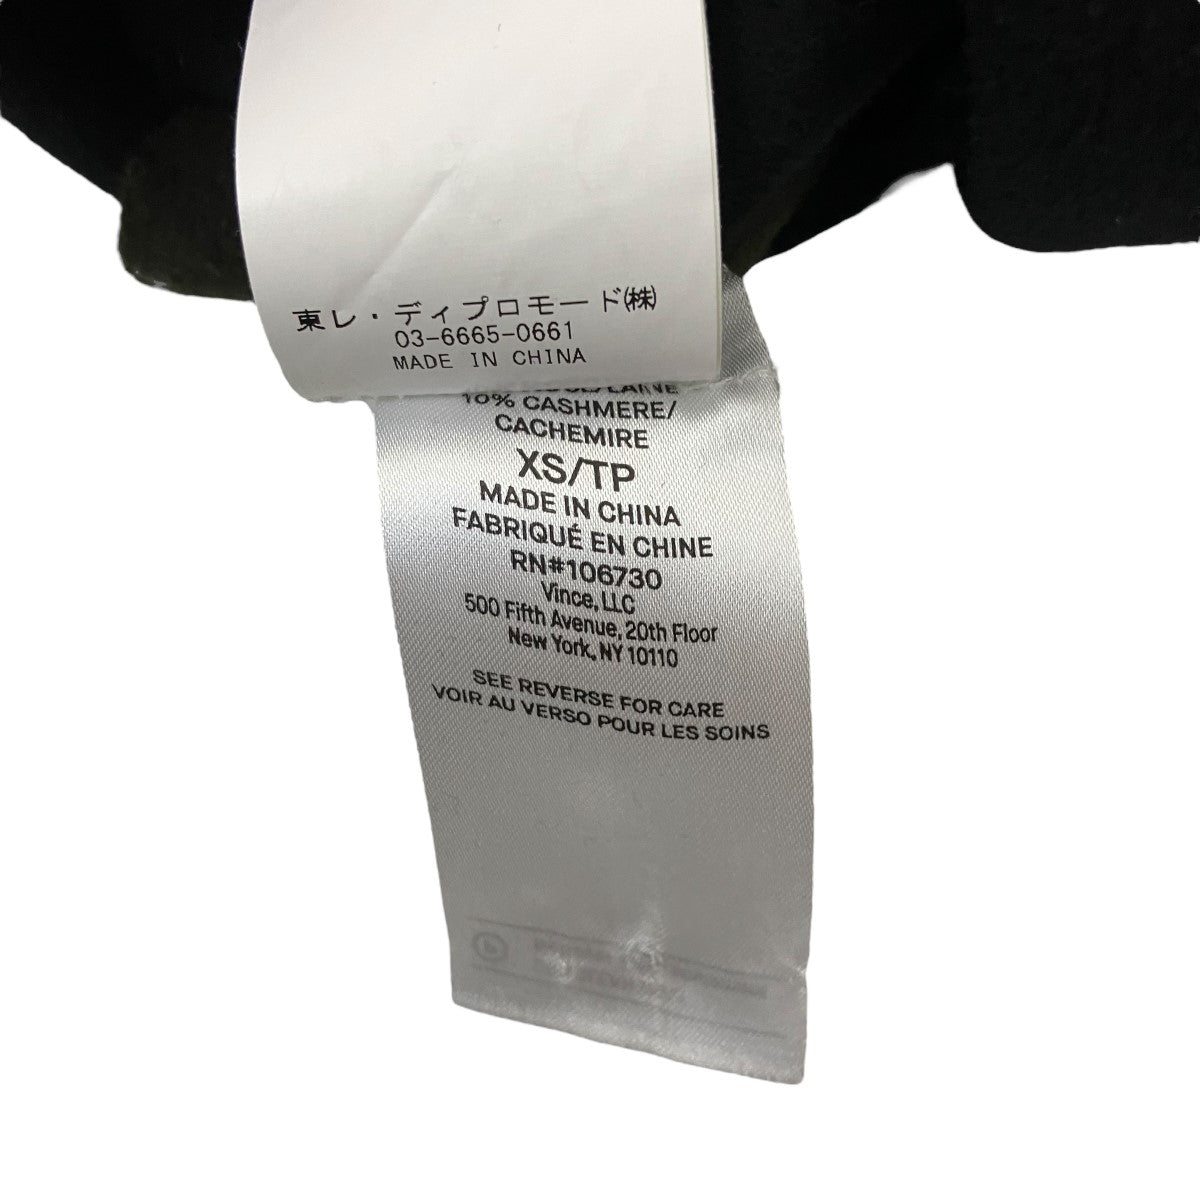 東レ・ディプロモード㈱
03-6665-0661
MADE IN CHINA
10% CASHMERE/
CACHEMIRE
XS/TP
MADE IN CHINA
FABRIQUÉ EN CHINE
RN#106730
Vince, LLC
500 Fifth Avenue, 20th Floor
New York, NY 10110
SEE REVERSE FOR CARE
VOIR AU VERSO POUR LES SOINS